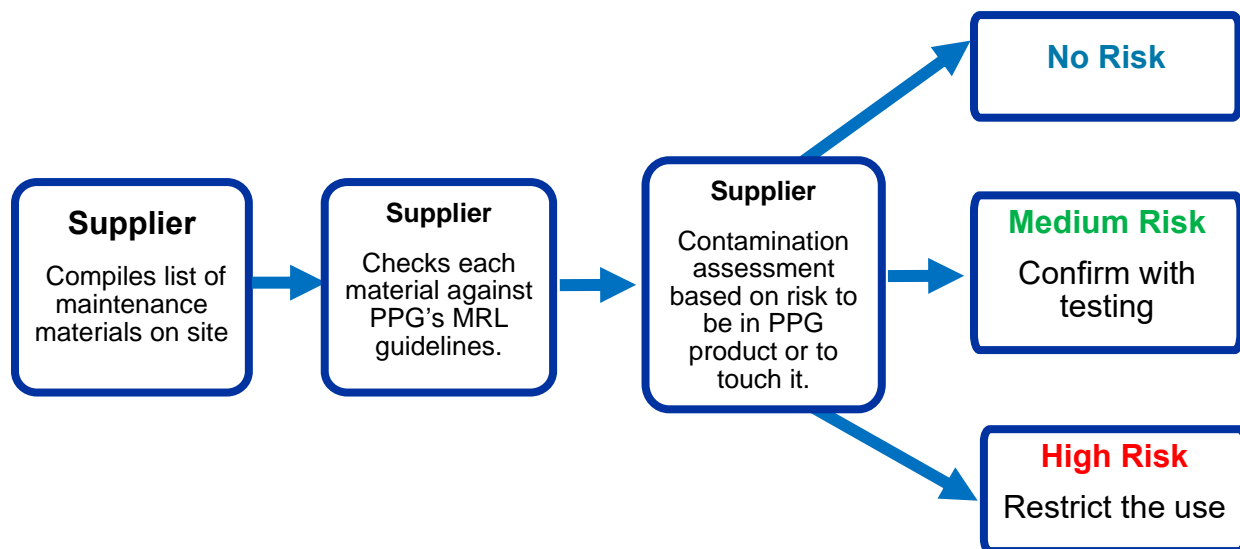 Supplier
Compiles list of
maintenance
materials on site
Supplier
Checks each
material against
PPG's MRL
guidelines.
Supplier
Contamination
assessment
based on risk to
be in PPG
product or to
touch it.
No Risk
Medium Risk
Confirm with
testing
High Risk
Restrict the use